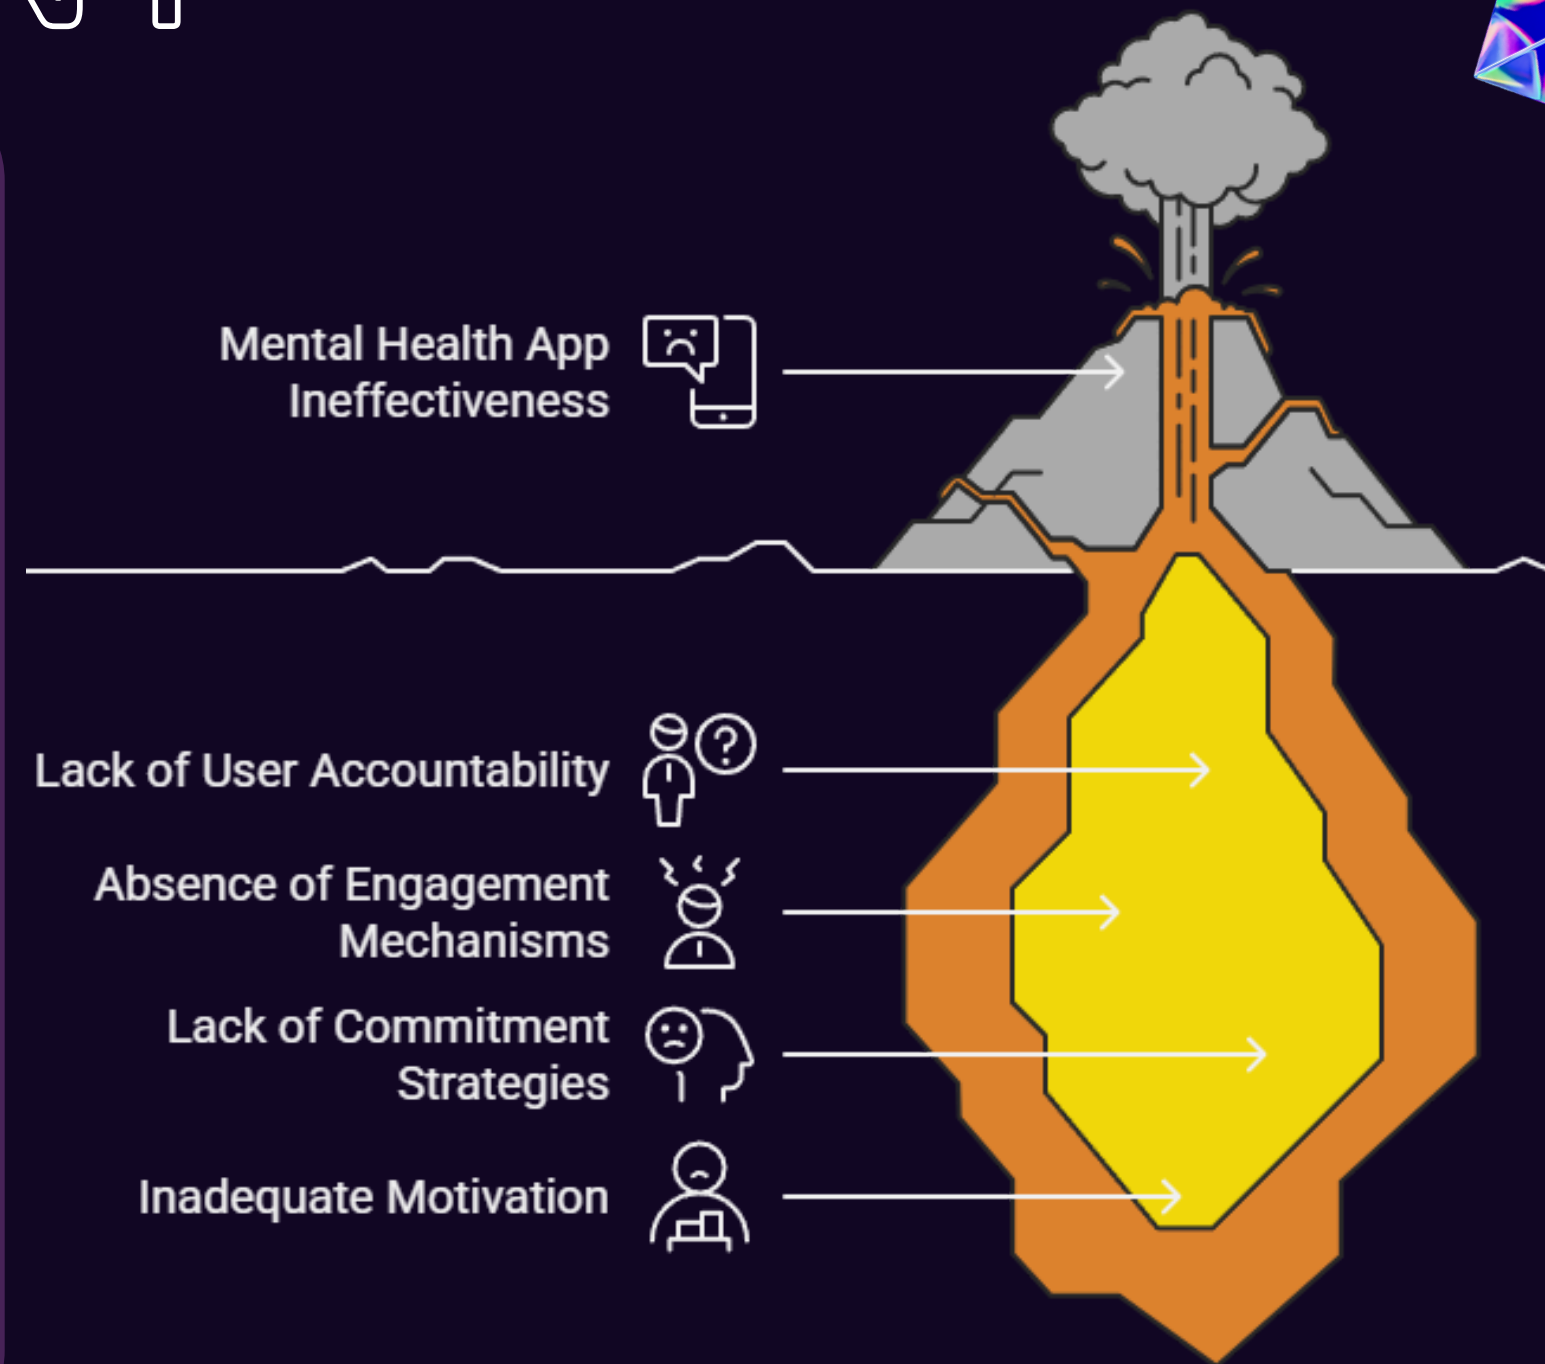 Mental Health App
Ineffectiveness
Lack of User Accountability
Absence of Engagement
Mechanisms
Lack of Commitment
Strategies
Inadequate Motivation